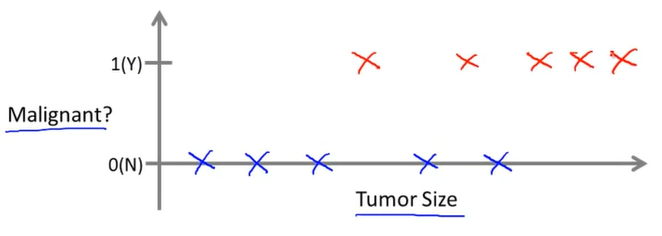 1(Y)
Malignant?
0(N)
Tumor Size